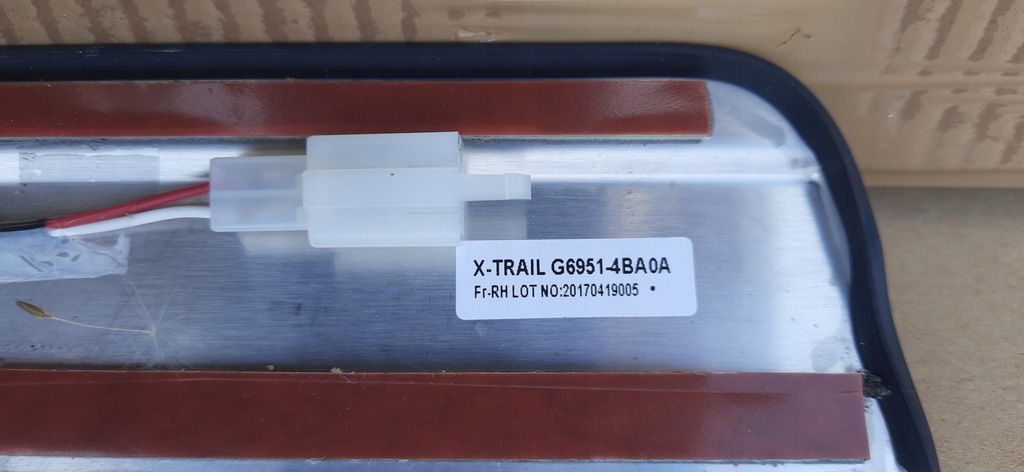 X-TRAIL G6951-4BA0A
Fr-RH LOT NO:20170419005